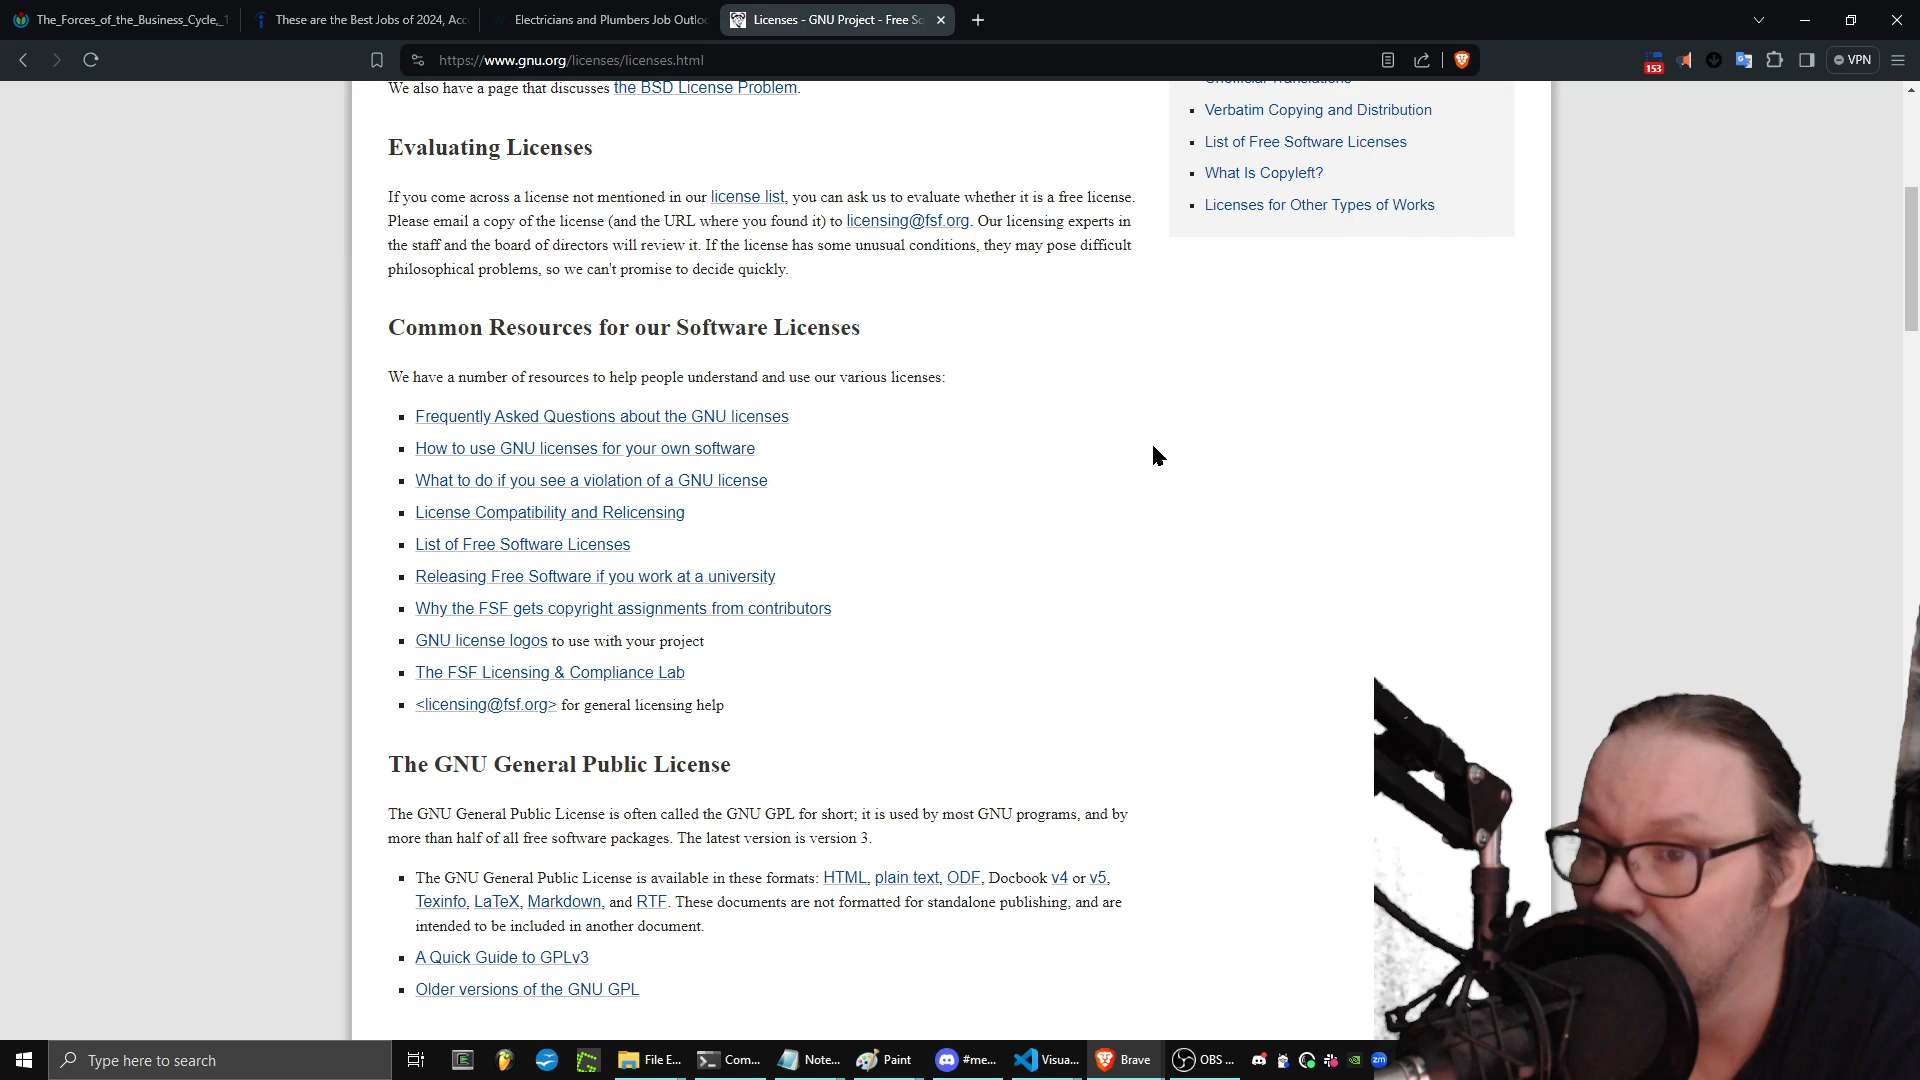 The_Forces_of_the_Business_Cycle,_1
These are the Best Jobs of 2024, Acc
Electricians and Plumbers Job Outloo
Licenses - GNU Project - Free So
https://www.gnu.org/licenses/licenses.html
153
VPN
We also have a page that discusses the BSD License Problem.
Unofficial Translations
Verbatim Copying and Distribution
List of Free Software Licenses
What Is Copyleft?
Licenses for Other Types of Works
Evaluating Licenses
If you come across a license not mentioned in our license list, you can ask us to evaluate whether it is a free license.
Please email a copy of the license (and the URL where you found it) to licensing@fsf.org. Our licensing experts in
the staff and the board of directors will review it. If the license has some unusual conditions, they may pose difficult
philosophical problems, so we can't promise to decide quickly.
Common Resources for our Software Licenses
We have a number of resources to help people understand and use our various licenses:
Frequently Asked Questions about the GNU licenses
How to use GNU licenses for your own software
What to do if you see a violation of a GNU license
License Compatibility and Relicensing
List of Free Software Licenses
Releasing Free Software if you work at a university
Why the FSF gets copyright assignments from contributors
GNU license logos to use with your project
The FSF Licensing & Compliance Lab
<licensing@fsf.org> for general licensing help
The GNU General Public License
The GNU General Public License is often called the GNU GPL for short; it is used by most GNU programs, and by
more than half of all free software packages. The latest version is version 3.
The GNU General Public License is available in these formats: HTML, plain text, ODF, Docbook v4 or v5,
Texinfo, LaTeX, Markdown, and RTF. These documents are not formatted for standalone publishing, and are
intended to be included in another document.
A Quick Guide to GPLv3
Older versions of the GNU GPL
Type here to search
File E...
Com...
Note...
Paint
#me...
Visua...
Brave
OBS ...
zm